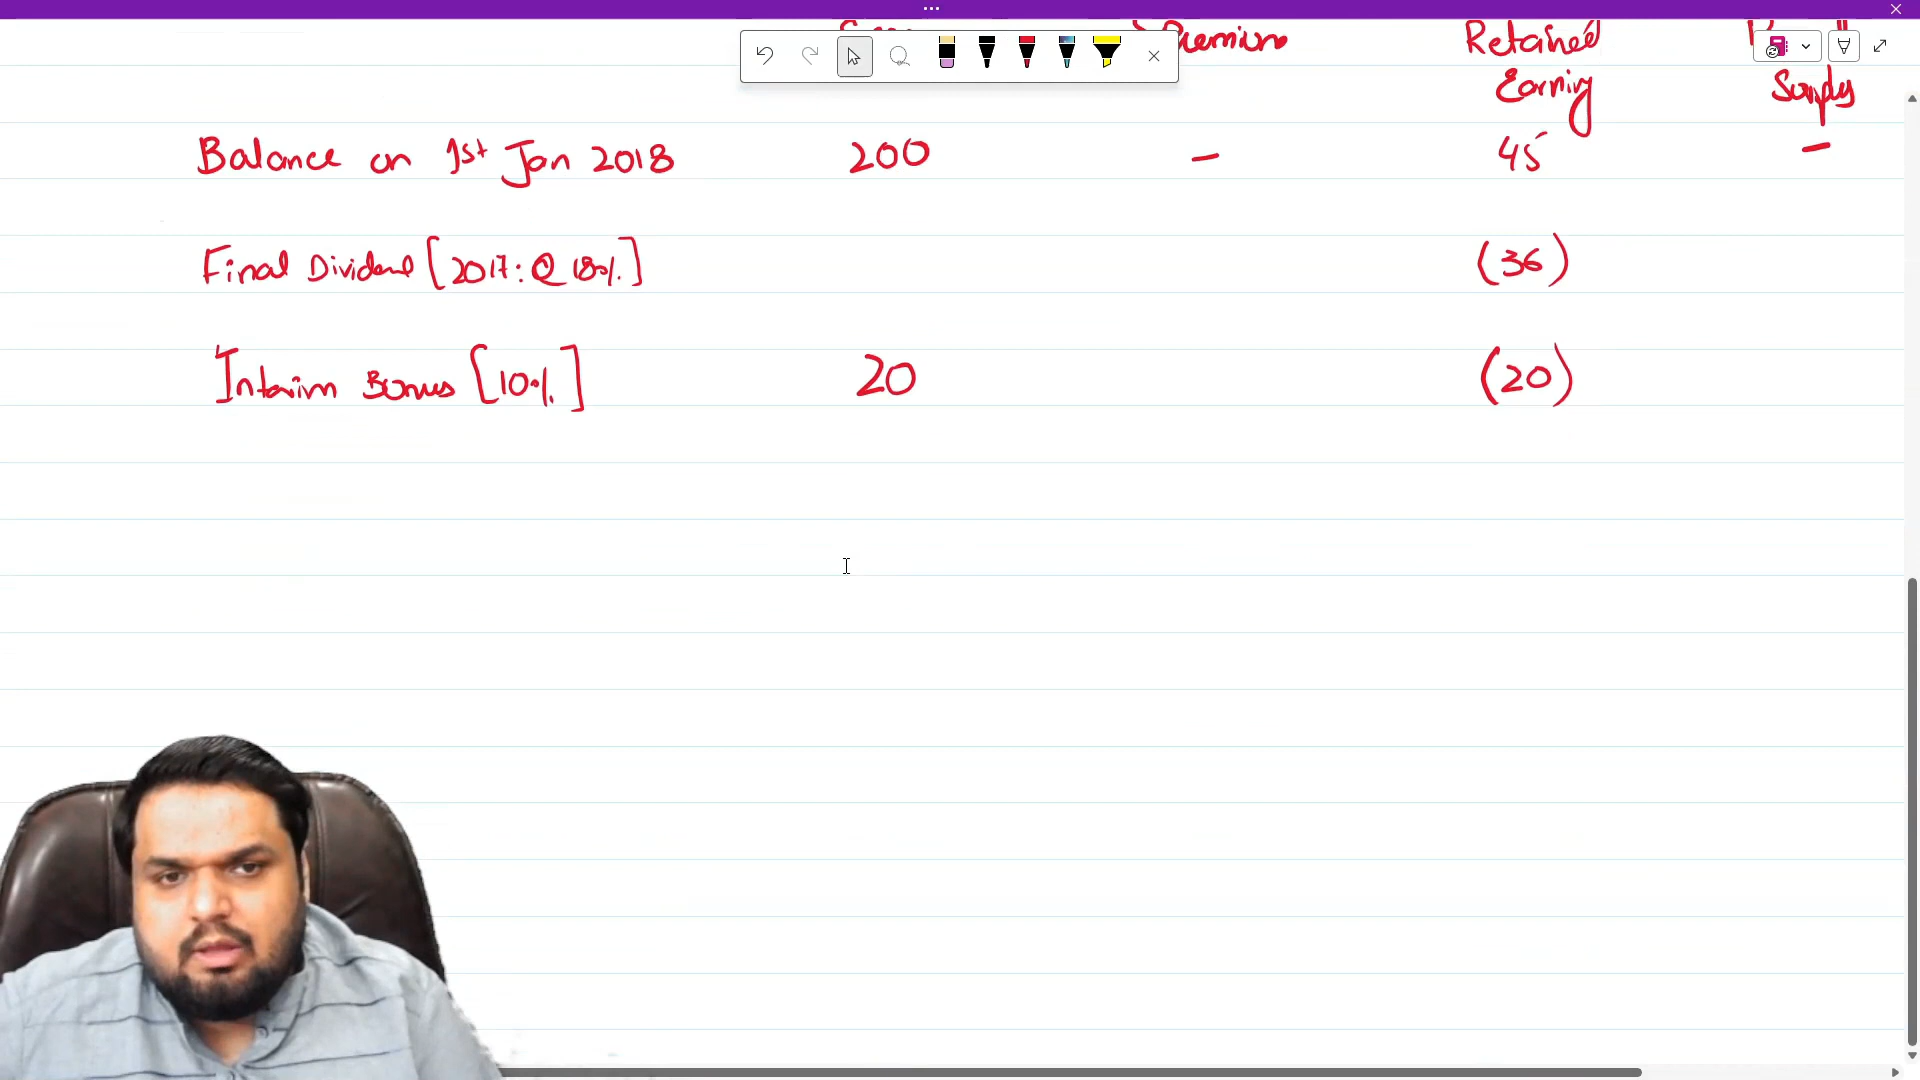 Premium Retained
Earning Surplus
Balance on 1st Jan 2018 200 - 45 -
Final Dividend [2017: @ 18%] (36)
Interim Bonus [10%] 20 (20)